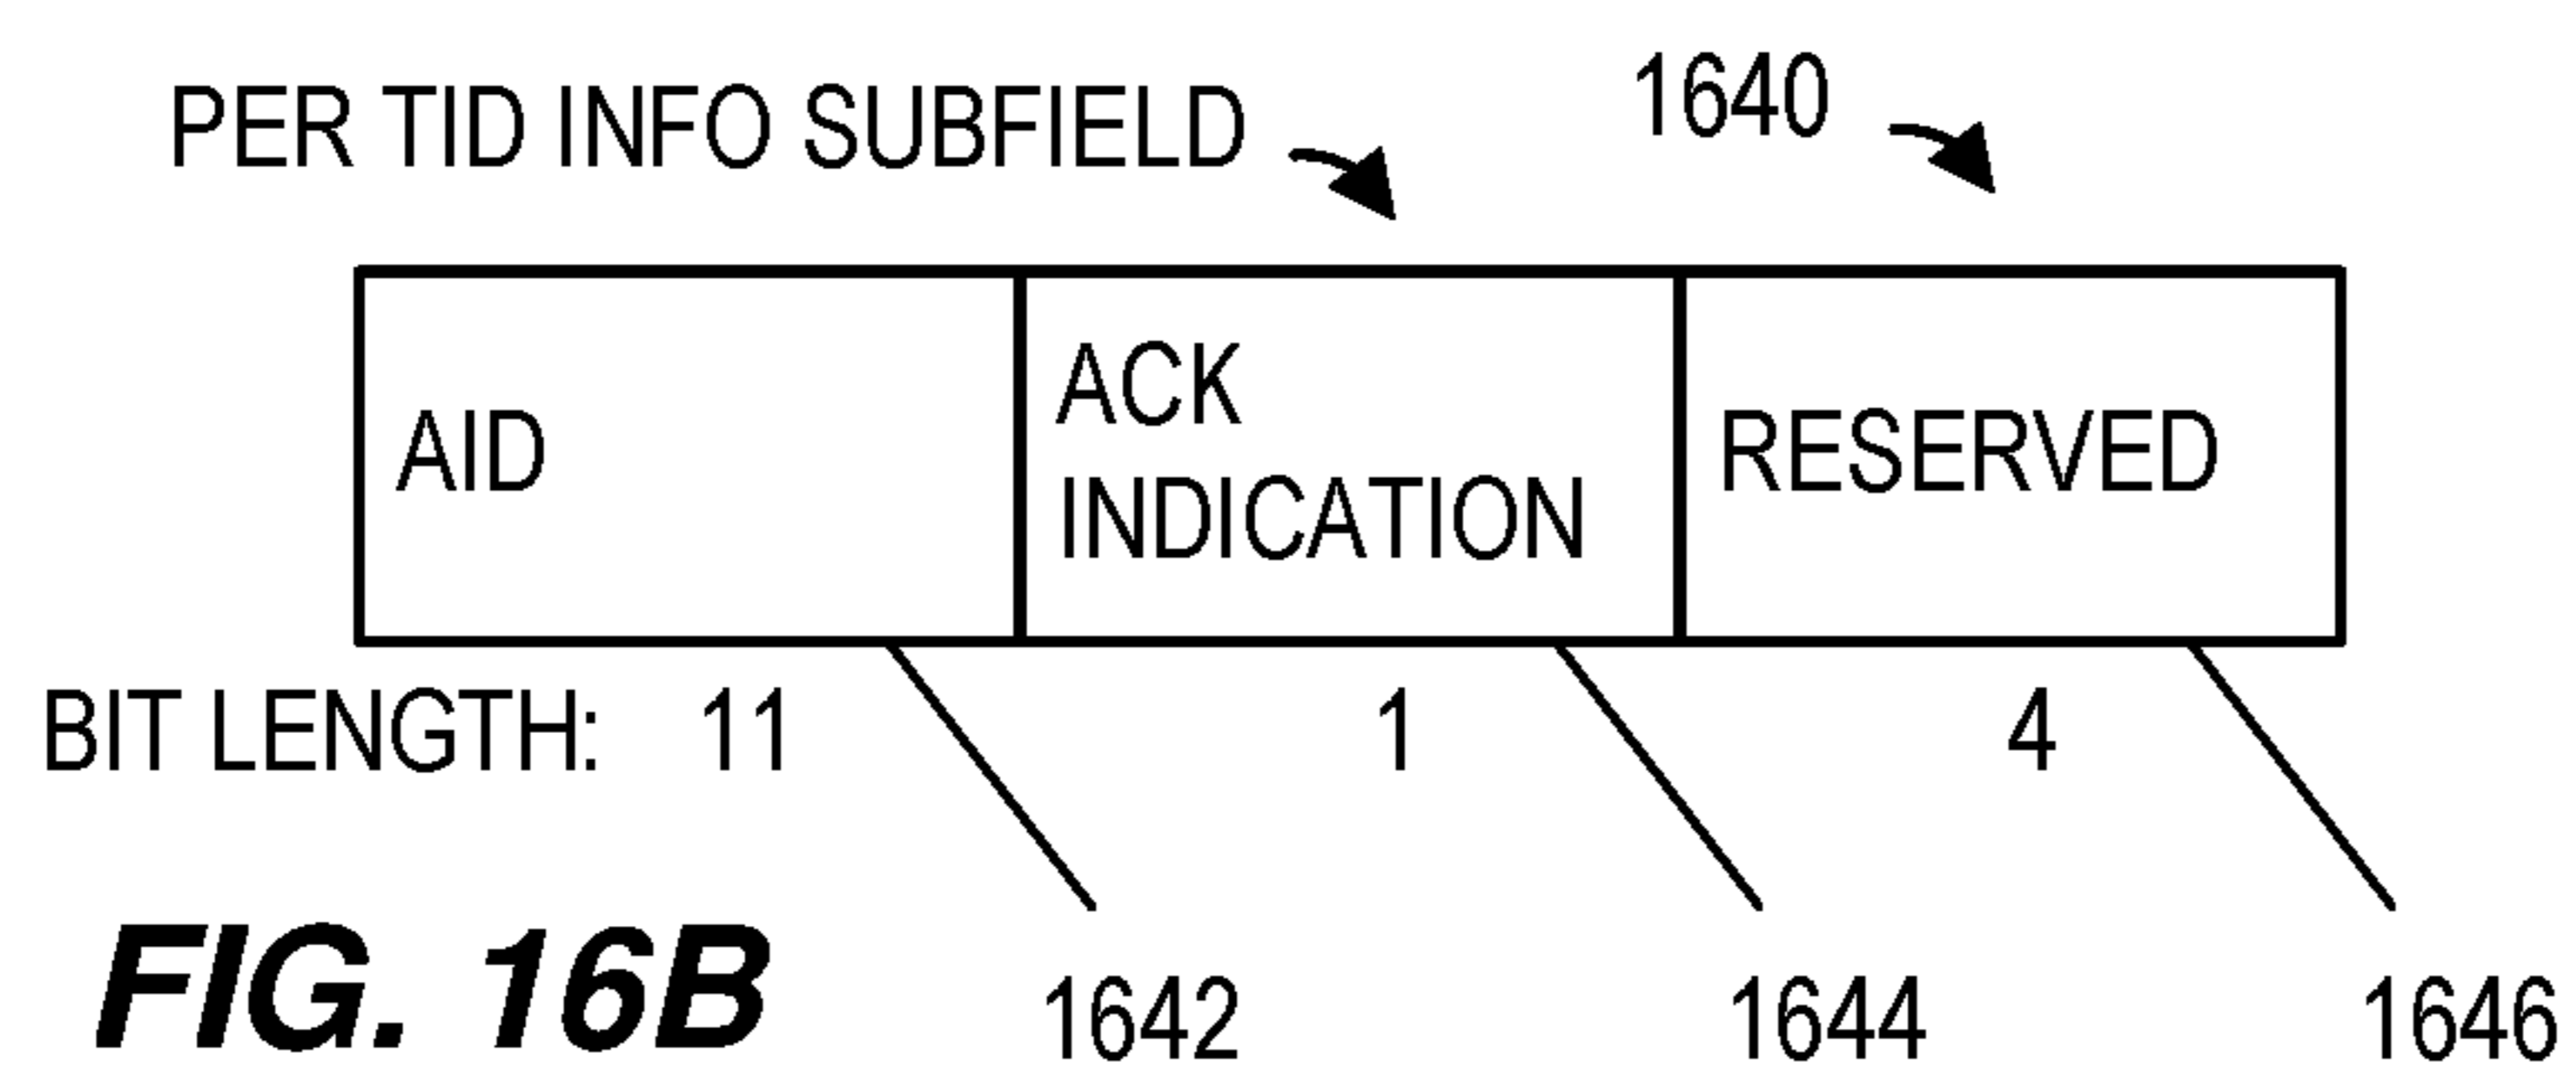 PER TID INFO SUBFIELD 1640
AID ACK INDICATION RESERVED
BIT LENGTH: 11 1 4
FIG. 16B 1642 1644 1646